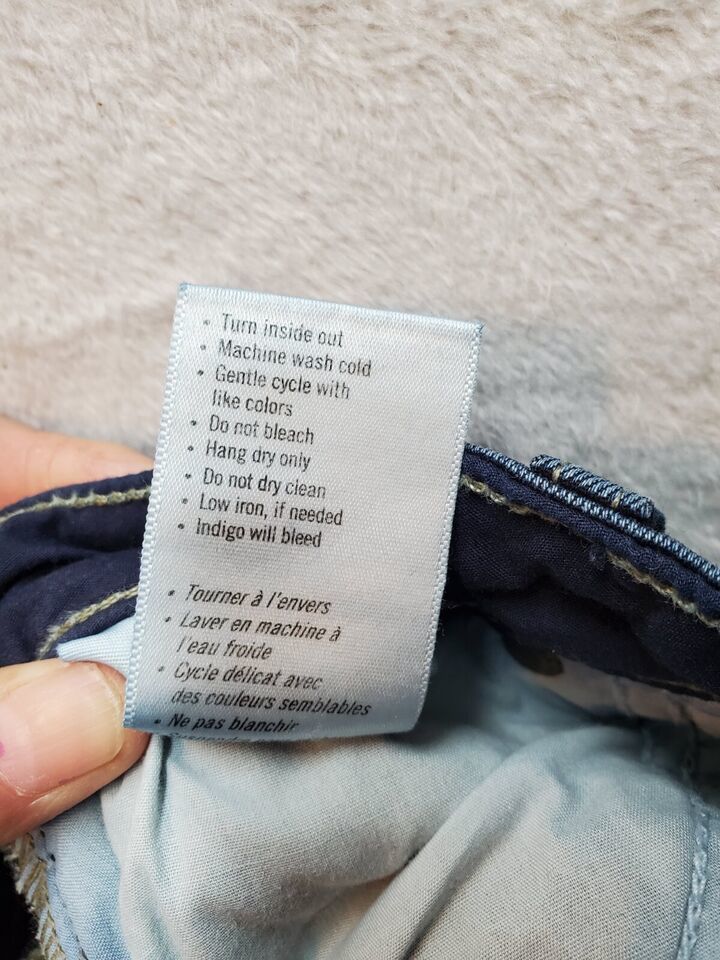 • Turn inside out
• Machine wash cold
• Gentle cycle with
like colors
• Do not bleach
• Hang dry only
• Do not dry clean
• Low iron, if needed
• Indigo will bleed
• Tourner à l'envers
• Laver en machine à
l'eau froide
• Cycle délicat avec
des couleurs semblables
• Ne pas blanchir